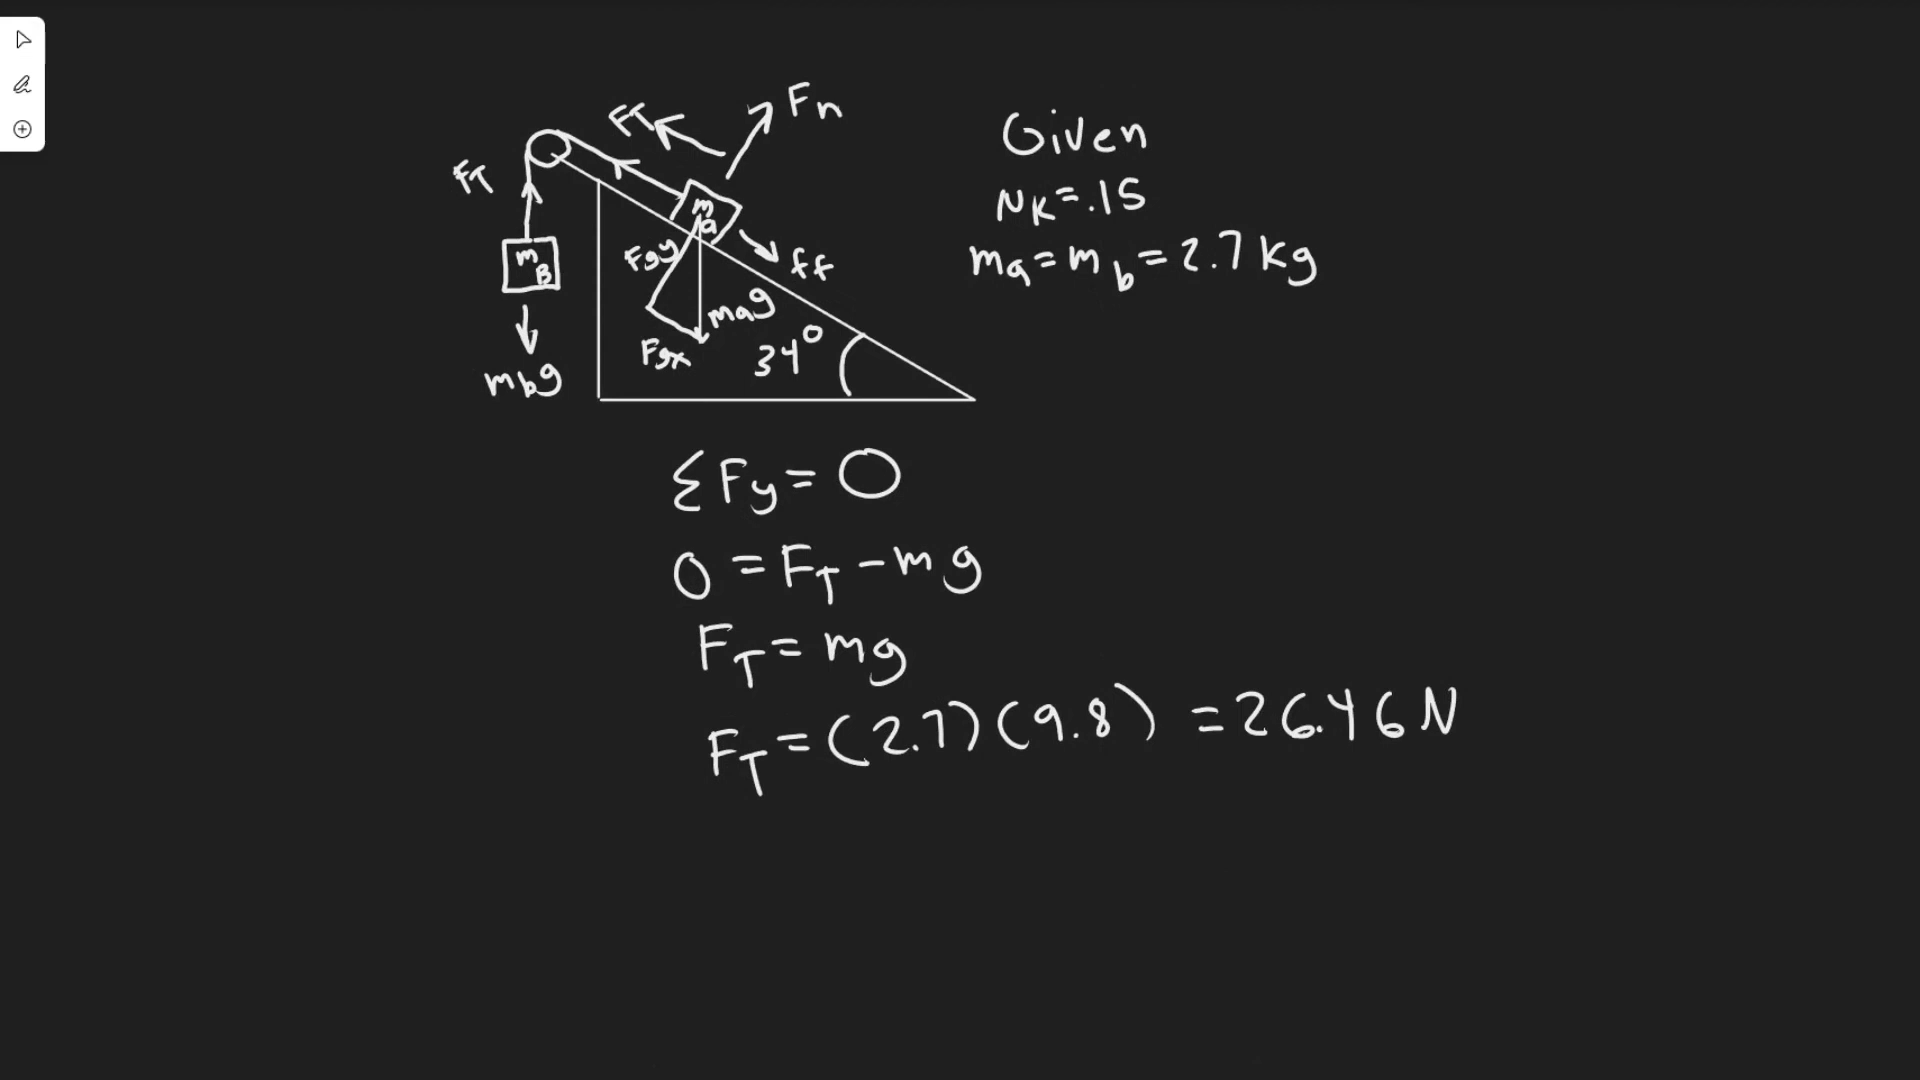 FT
Fn
FT
ma
mB
Fgy
ff
mag
Fgx
34°
mbg
Given
Nk=.15
ma=mb=2.7kg
ΣFy=0
0=FT-mg
FT=mg
FT=(2.7)(9.8)=26.46N